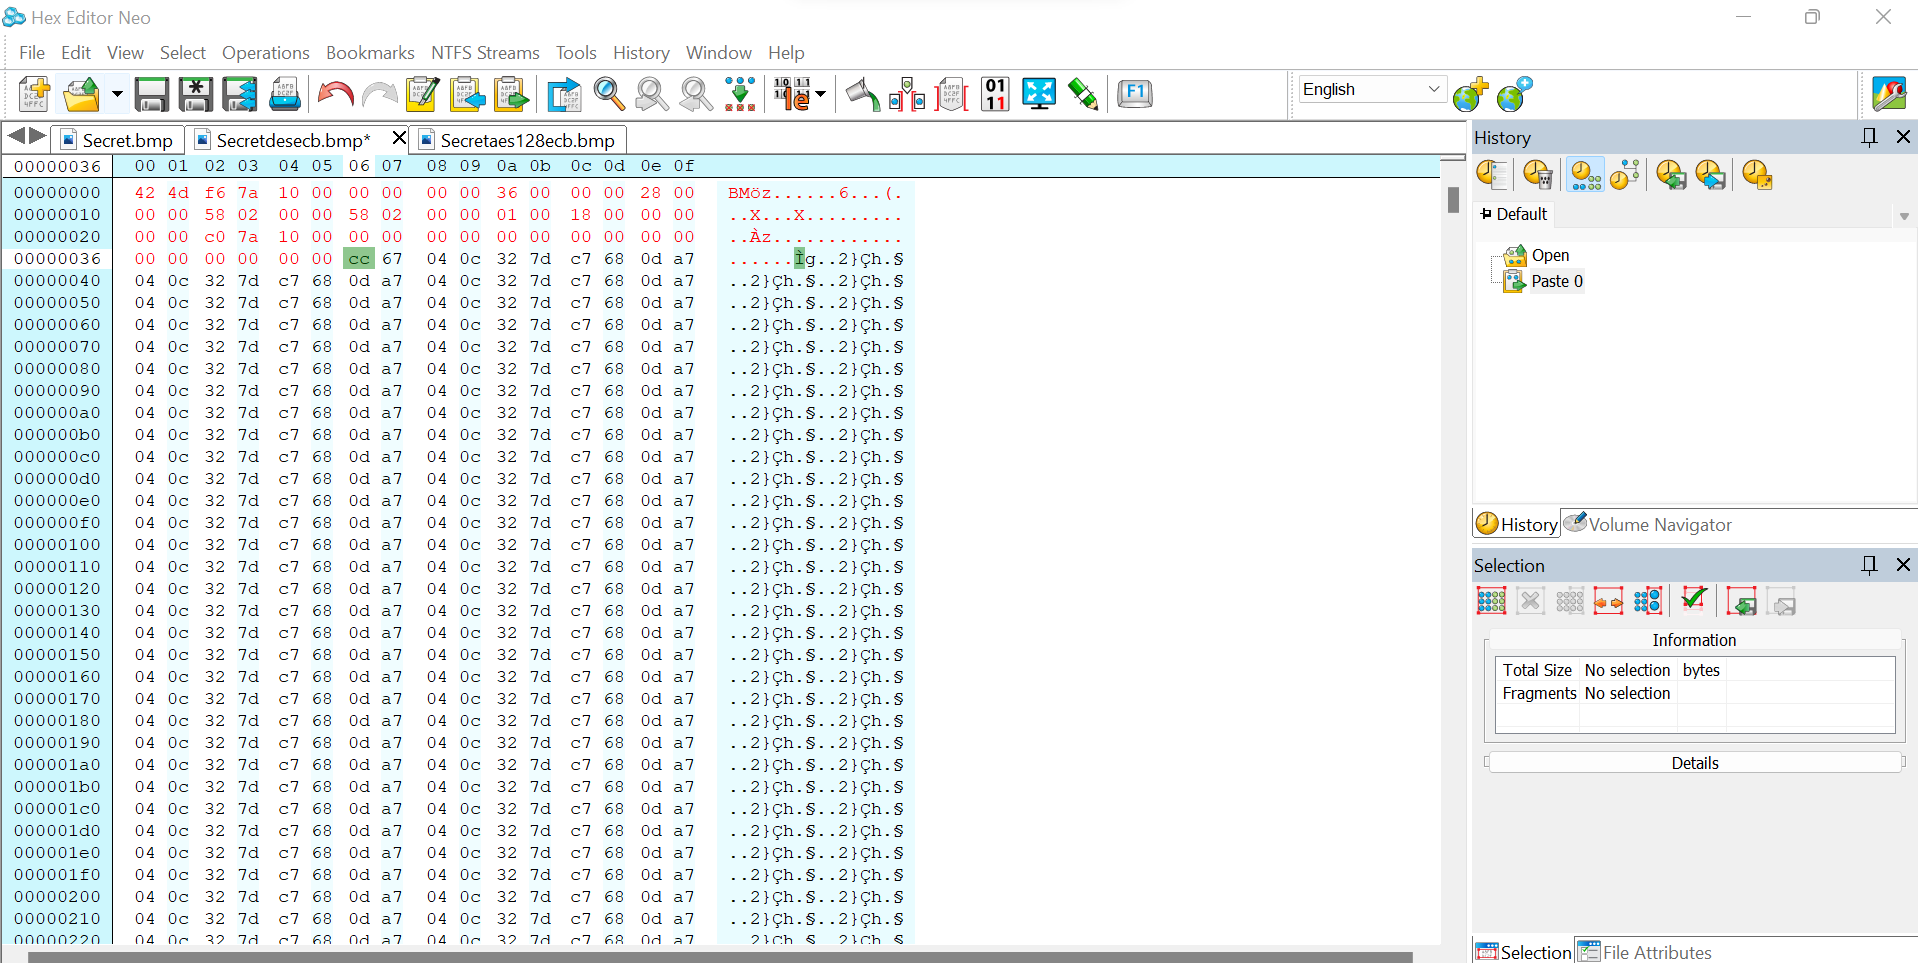 Hex Editor Neo
File Edit View Select Operations Bookmarks NTFS Streams Tools History Window Help
English
Secret.bmp Secretdesecb.bmp* Secretaes128ecb.bmp
00000036 00 01 02 03 04 05 06 07 08 09 0a 0b 0c 0d 0e 0f
00000000 42 4d f6 7a 10 00 00 00 00 00 36 00 00 00 28 00 BMöz......6...(.
00000010 00 00 58 02 00 00 58 02 00 00 01 00 18 00 00 00 ..X...X.........
00000020 00 00 c0 7a 10 00 00 00 00 00 00 00 00 00 00 00 ..Àz............
00000036 00 00 00 00 00 00 cc 67 04 0c 32 7d c7 68 0d a7 ......Ìg..2}Çh.§
00000040 04 0c 32 7d c7 68 0d a7 04 0c 32 7d c7 68 0d a7 ..2}Çh.§..2}Çh.§
00000050 04 0c 32 7d c7 68 0d a7 04 0c 32 7d c7 68 0d a7 ..2}Çh.§..2}Çh.§
00000060 04 0c 32 7d c7 68 0d a7 04 0c 32 7d c7 68 0d a7 ..2}Çh.§..2}Çh.§
00000070 04 0c 32 7d c7 68 0d a7 04 0c 32 7d c7 68 0d a7 ..2}Çh.§..2}Çh.§
00000080 04 0c 32 7d c7 68 0d a7 04 0c 32 7d c7 68 0d a7 ..2}Çh.§..2}Çh.§
00000090 04 0c 32 7d c7 68 0d a7 04 0c 32 7d c7 68 0d a7 ..2}Çh.§..2}Çh.§
000000a0 04 0c 32 7d c7 68 0d a7 04 0c 32 7d c7 68 0d a7 ..2}Çh.§..2}Çh.§
000000b0 04 0c 32 7d c7 68 0d a7 04 0c 32 7d c7 68 0d a7 ..2}Çh.§..2}Çh.§
000000c0 04 0c 32 7d c7 68 0d a7 04 0c 32 7d c7 68 0d a7 ..2}Çh.§..2}Çh.§
000000d0 04 0c 32 7d c7 68 0d a7 04 0c 32 7d c7 68 0d a7 ..2}Çh.§..2}Çh.§
000000e0 04 0c 32 7d c7 68 0d a7 04 0c 32 7d c7 68 0d a7 ..2}Çh.§..2}Çh.§
000000f0 04 0c 32 7d c7 68 0d a7 04 0c 32 7d c7 68 0d a7 ..2}Çh.§..2}Çh.§
00000100 04 0c 32 7d c7 68 0d a7 04 0c 32 7d c7 68 0d a7 ..2}Çh.§..2}Çh.§
00000110 04 0c 32 7d c7 68 0d a7 04 0c 32 7d c7 68 0d a7 ..2}Çh.§..2}Çh.§
00000120 04 0c 32 7d c7 68 0d a7 04 0c 32 7d c7 68 0d a7 ..2}Çh.§..2}Çh.§
00000130 04 0c 32 7d c7 68 0d a7 04 0c 32 7d c7 68 0d a7 ..2}Çh.§..2}Çh.§
00000140 04 0c 32 7d c7 68 0d a7 04 0c 32 7d c7 68 0d a7 ..2}Çh.§..2}Çh.§
00000150 04 0c 32 7d c7 68 0d a7 04 0c 32 7d c7 68 0d a7 ..2}Çh.§..2}Çh.§
00000160 04 0c 32 7d c7 68 0d a7 04 0c 32 7d c7 68 0d a7 ..2}Çh.§..2}Çh.§
00000170 04 0c 32 7d c7 68 0d a7 04 0c 32 7d c7 68 0d a7 ..2}Çh.§..2}Çh.§
00000180 04 0c 32 7d c7 68 0d a7 04 0c 32 7d c7 68 0d a7 ..2}Çh.§..2}Çh.§
00000190 04 0c 32 7d c7 68 0d a7 04 0c 32 7d c7 68 0d a7 ..2}Çh.§..2}Çh.§
000001a0 04 0c 32 7d c7 68 0d a7 04 0c 32 7d c7 68 0d a7 ..2}Çh.§..2}Çh.§
000001b0 04 0c 32 7d c7 68 0d a7 04 0c 32 7d c7 68 0d a7 ..2}Çh.§..2}Çh.§
000001c0 04 0c 32 7d c7 68 0d a7 04 0c 32 7d c7 68 0d a7 ..2}Çh.§..2}Çh.§
000001d0 04 0c 32 7d c7 68 0d a7 04 0c 32 7d c7 68 0d a7 ..2}Çh.§..2}Çh.§
000001e0 04 0c 32 7d c7 68 0d a7 04 0c 32 7d c7 68 0d a7 ..2}Çh.§..2}Çh.§
000001f0 04 0c 32 7d c7 68 0d a7 04 0c 32 7d c7 68 0d a7 ..2}Çh.§..2}Çh.§
00000200 04 0c 32 7d c7 68 0d a7 04 0c 32 7d c7 68 0d a7 ..2}Çh.§..2}Çh.§
00000210 04 0c 32 7d c7 68 0d a7 04 0c 32 7d c7 68 0d a7 ..2}Çh.§..2}Çh.§
00000220 04 0c 32 7d c7 68 0d a7 04 0c 32 7d c7 68 0d a7 ..2}Çh.§..2}Çh.§
History
Default
Open
Paste 0
History Volume Navigator
Selection
Information
Total Size No selection bytes
Fragments No selection
Details
Selection File Attributes